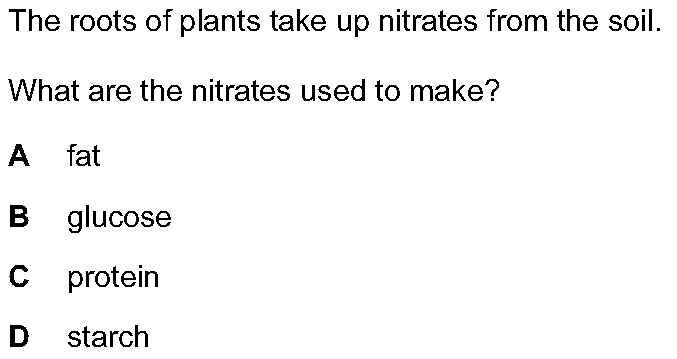 The roots of plants take up nitrates from the soil.
What are the nitrates used to make?
A fat
B glucose
C protein
D starch